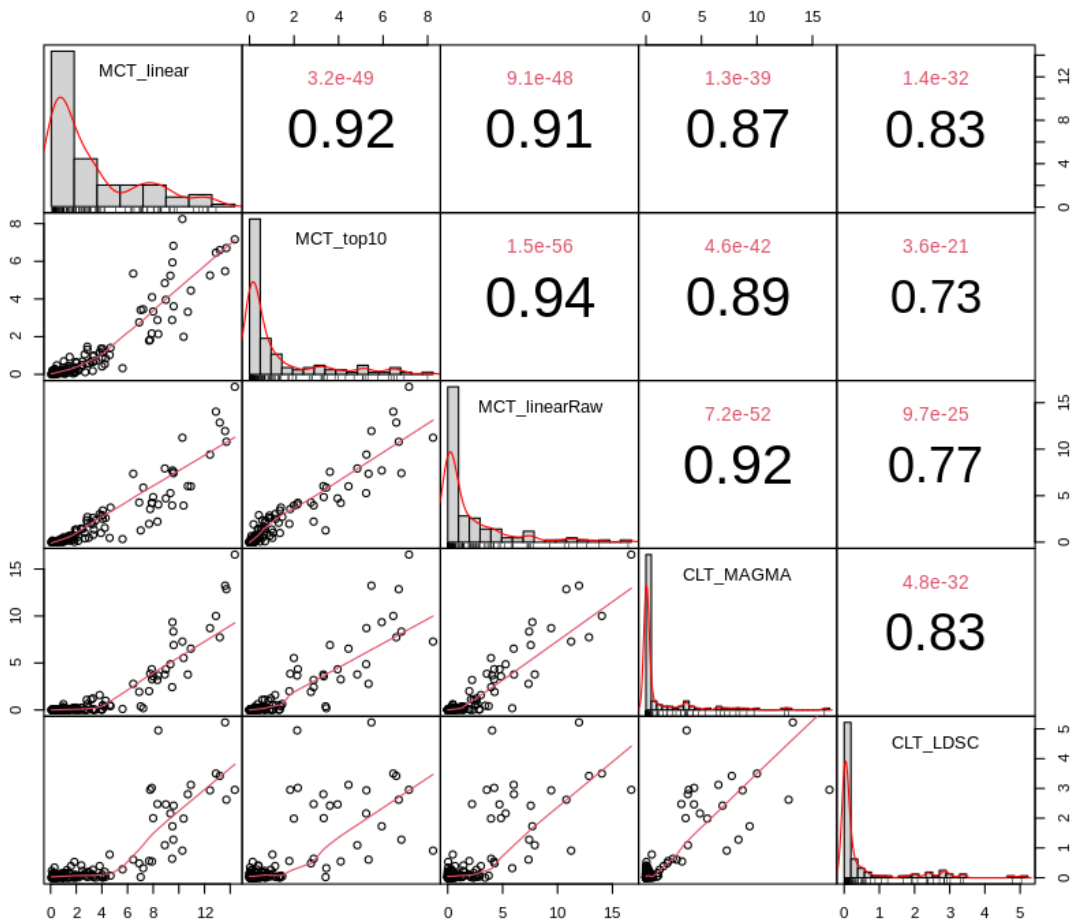 0 2 4 6 8 0 5 10 15
MCT_linear 3.2e-49 9.1e-48 1.3e-39 1.4e-32
0.92 0.91 0.87 0.83
0 4 8 12
MCT_top10 1.5e-56 4.6e-42 3.6e-21
0.94 0.89 0.73
0 2 4 6 8
MCT_linearRaw 7.2e-52 9.7e-25
0.92 0.77
0 5 10 15
CLT_MAGMA 4.8e-32
0.83
0 5 10 15
CLT_LDSC
0 1 2 3 4 5
0 2 4 6 8 12 0 5 10 15 0 1 2 3 4 5